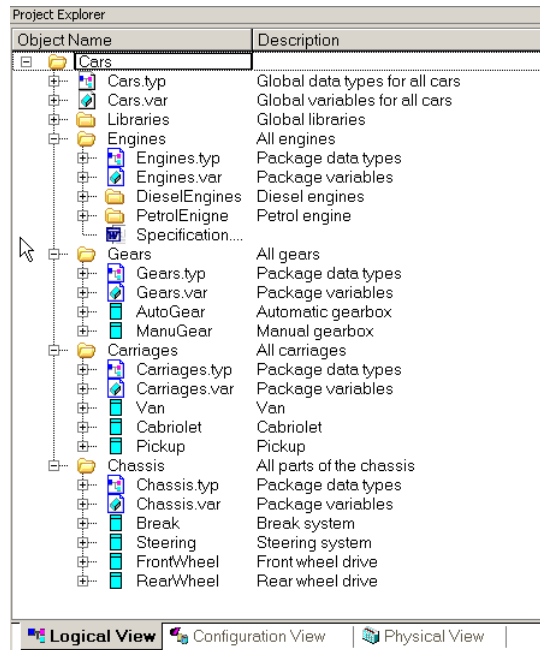 Project Explorer
Object Name Description
Cars
Cars.typ Global data types for all cars
Cars.var Global variables for all cars
Libraries Global libraries
Engines All engines
Engines.typ Package data types
Engines.var Package variables
DieselEngines Diesel engines
PetrolEnigne Petrol engine
Specification....
Gears All gears
Gears.typ Package data types
Gears.var Package variables
AutoGear Automatic gearbox
ManuGear Manual gearbox
Carriages All carriages
Carriages.typ Package data types
Carriages.var Package variables
Van Van
Cabriolet Cabriolet
Pickup Pickup
Chassis All parts of the chassis
Chassis.typ Package data types
Chassis.var Package variables
Break Break system
Steering Steering system
FrontWheel Front wheel drive
RearWheel Rear wheel drive
Logical View Configuration View Physical View